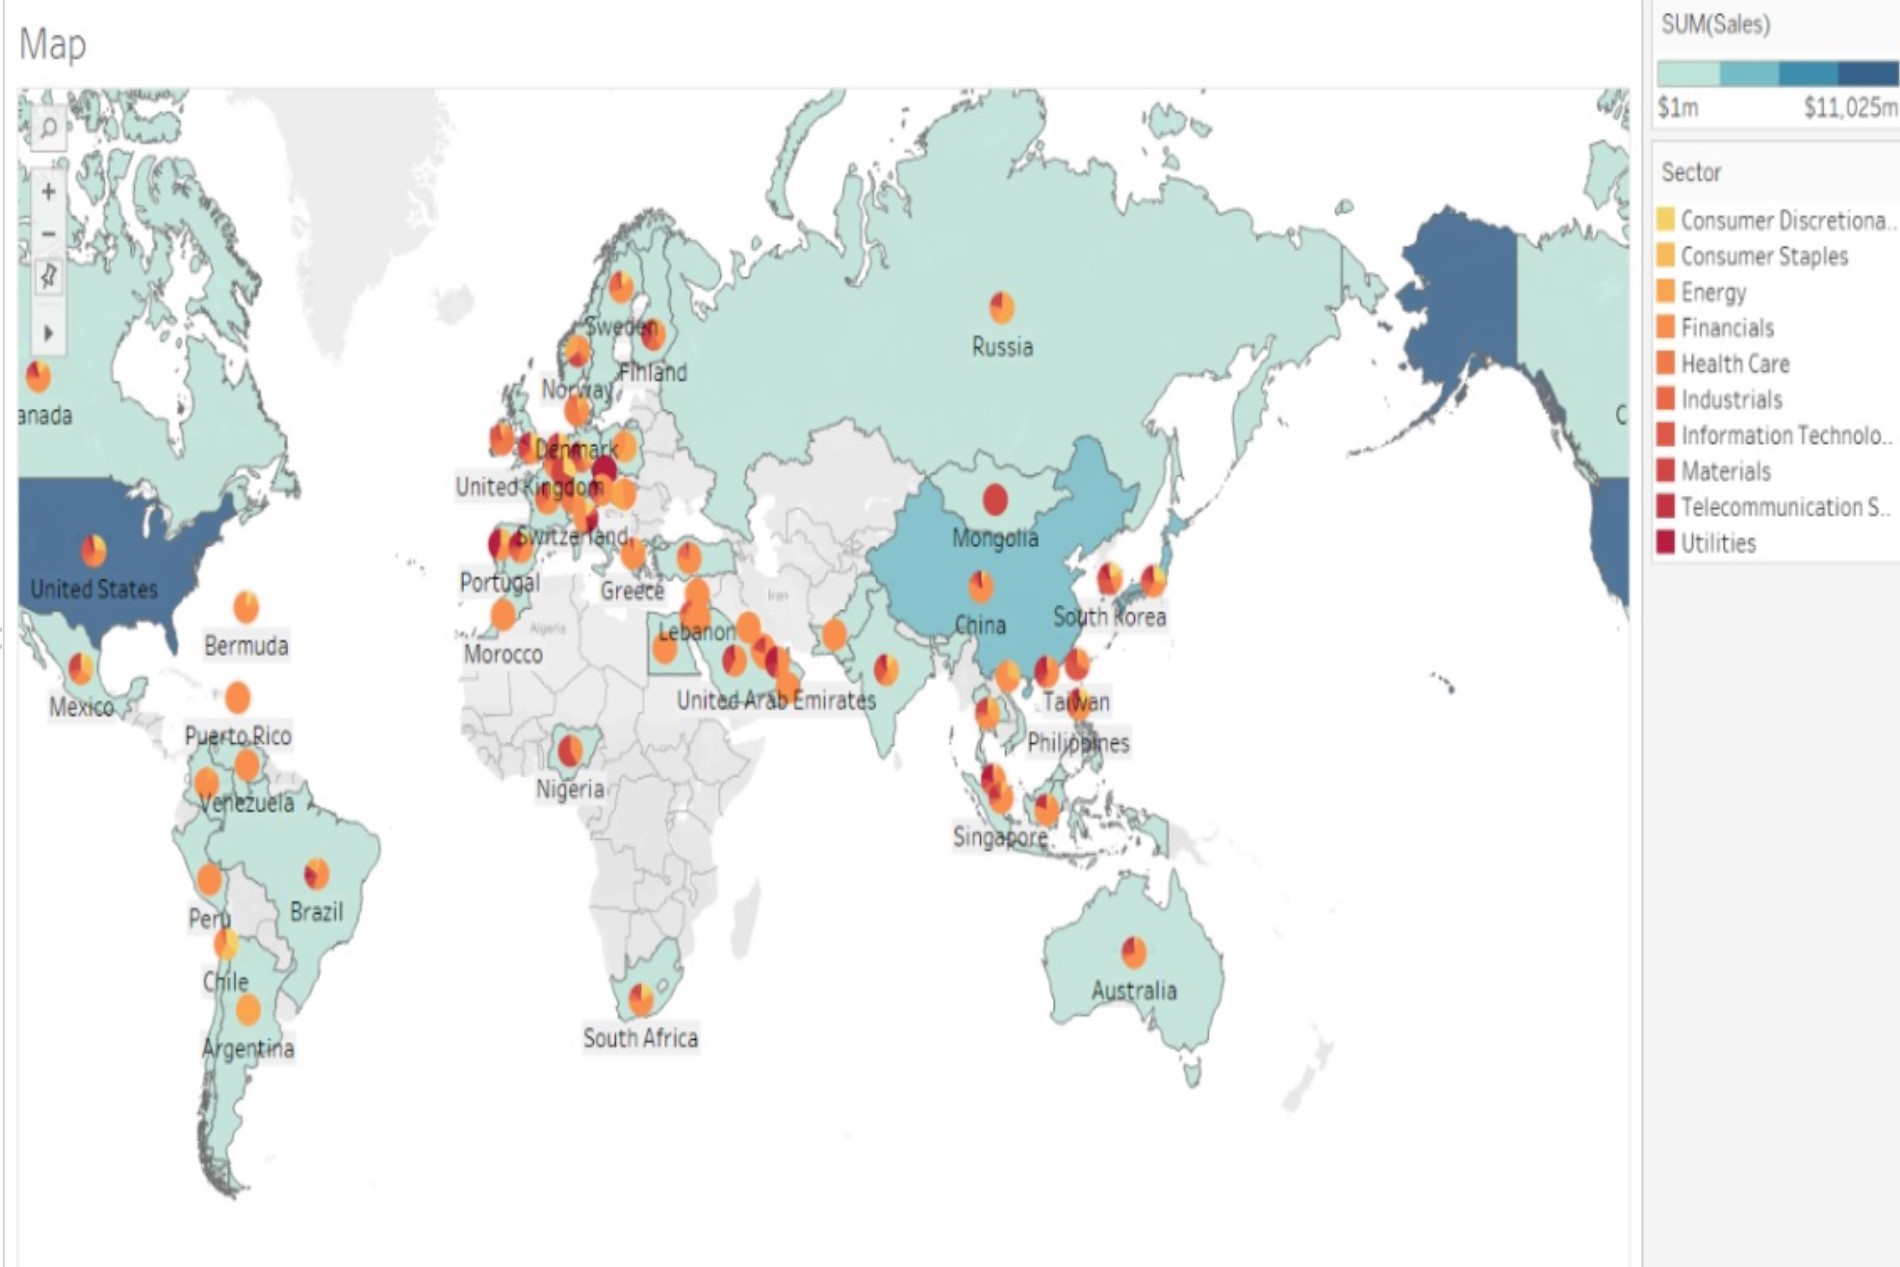 Map
SUM(Sales)
$1m
$11,025m
Sector
Consumer Discretiona..
Consumer Staples
Energy
Financials
Health Care
Industrials
Information Technolo..
Materials
Telecommunication S..
Utilities
anada
United States
Bermuda
Mexico
Puerto Rico
Venezuela
Peru
Brazil
Chile
Argentina
Sweden
Finland
Norway
Denmark
United Kingdom
Switzerland
Portugal
Greece
Iran
Algeria
Morocco
Lebanon
United Arab Emirates
Nigeria
South Africa
Russia
Mongolia
China
South Korea
Taiwan
Philippines
Singapore
Australia
C